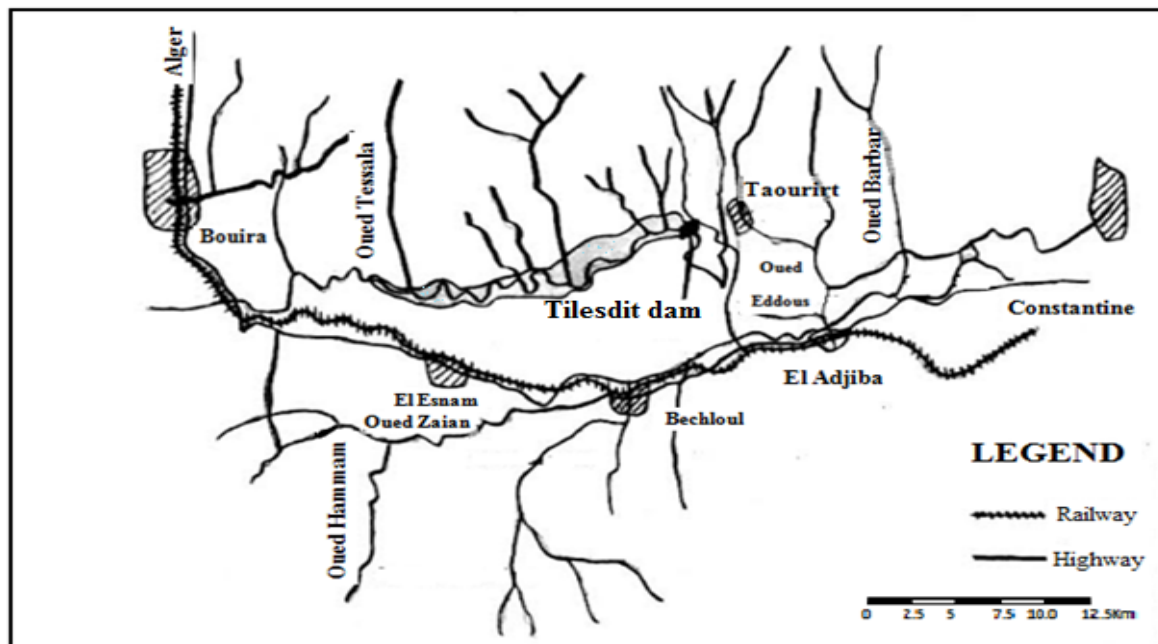 Alger
Oued Tessala
Oued Barbar
Taourirt
Bouira
Oued
Eddous
Tilesdit dam
Constantine
El Adjiba
El Esnam
Oued Zaian
Bechloul
Oued Hammam
LEGEND
Railway
Highway
0 2.5 7.5 10.0 12.5Km